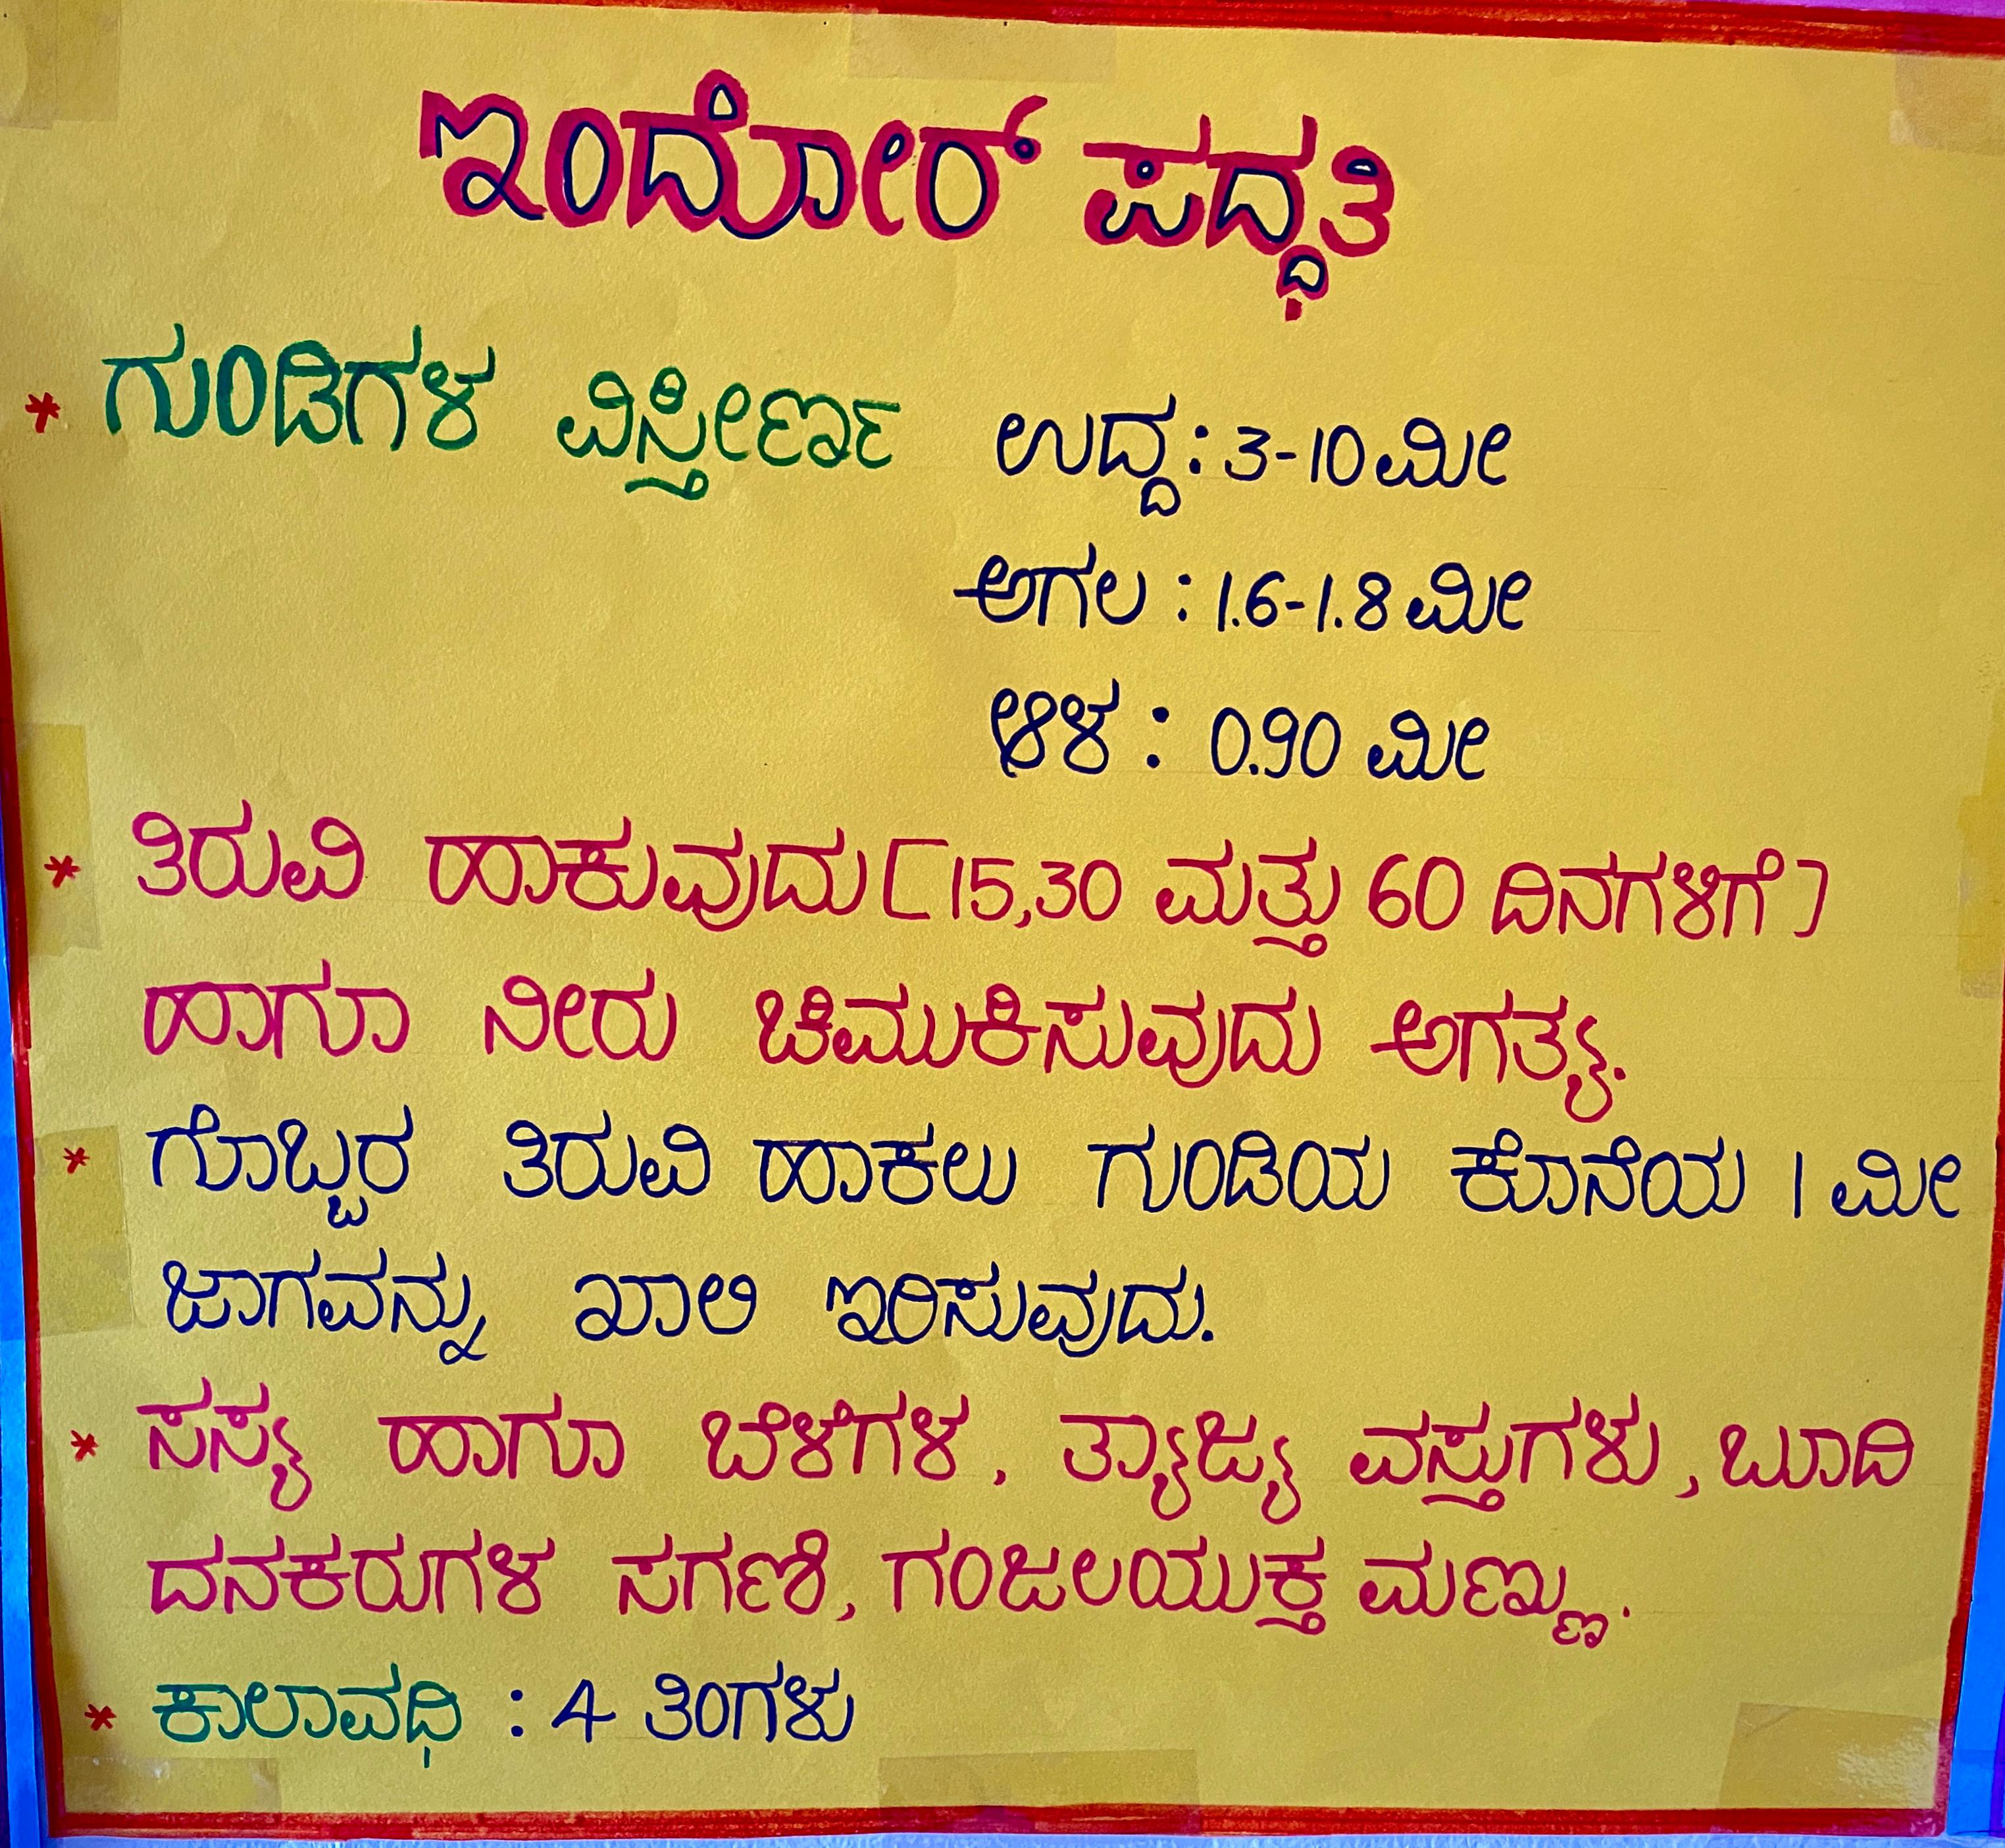 ಇಂದೋರ್ ಪದ್ಧತಿ
* ಗುಂಡಿಗಳ ವಿಸ್ತೀರ್ಣ ಉದ್ದ : 3-10 ಮೀ
ಅಗಲ : 1.6-1.8 ಮೀ
ಆಳ : 0.90 ಮೀ
* ತಿರುವಿ ಹಾಕುವುದು [15,30 ಮತ್ತು 60 ದಿನಗಳಿಗೆ]
ಹಾಗೂ ನೀರು ಚಿಮುಕಿಸುವುದು ಅಗತ್ಯ.
* ಗೊಬ್ಬರ ತಿರುವಿ ಹಾಕಲು ಗುಂಡಿಯ ಕೊನೆಯ 1 ಮೀ
ಜಾಗವನ್ನು ಖಾಲಿ ಇರಿಸುವುದು.
* ಸಸ್ಯ ಹಾಗೂ ಬೆಳೆಗಳ . ತ್ಯಾಜ್ಯ ವಸ್ತುಗಳು , ಬೂದಿ
ದನಕರುಗಳ ಸಗಣಿ, ಗಂಜಲಯುಕ್ತ ಮಣ್ಣು .
* ಕಾಲಾವಧಿ : 4 ತಿಂಗಳು